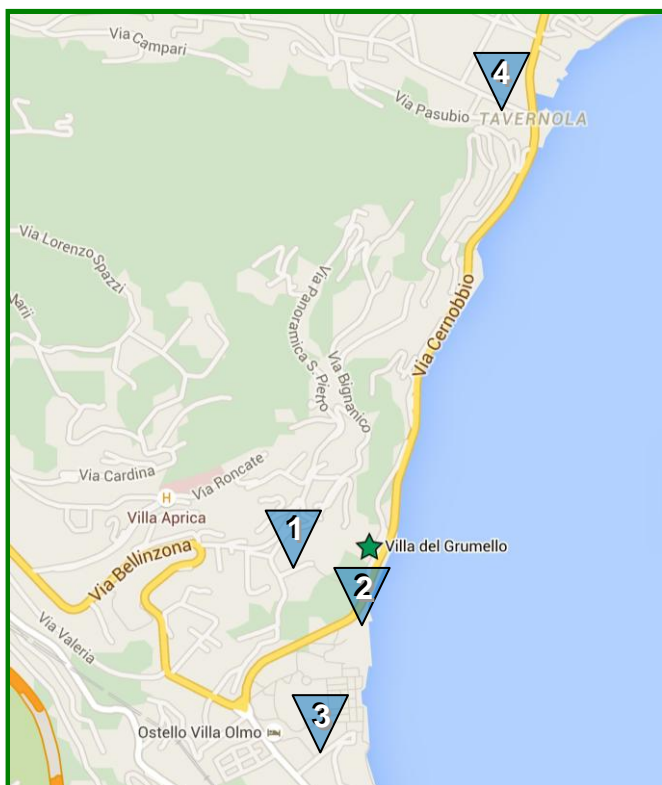 Via Campari
4
Via Pasubio
TAVERNOLA
Via Lorenzo Spazzi
Narii
Via Panoramica S. Pietro
Via Cernobbio
Via Bignanico
Via Cardina
Via Roncate
H
Villa Aprica
1
Villa del Grumello
Via Bellinzona
2
Via Valeria
3
Ostello Villa Olmo